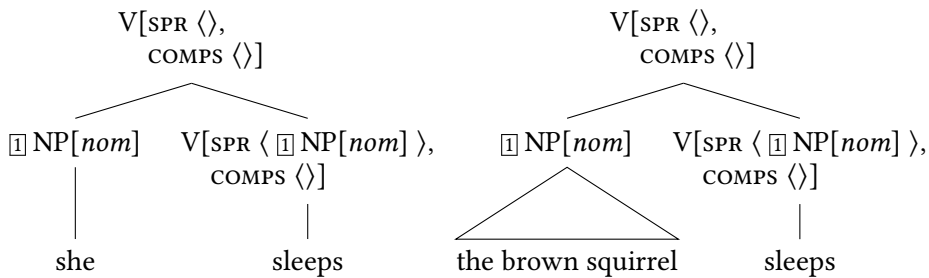 V[SPR ⟨⟩, V[SPR ⟨⟩,
COMPS ⟨⟩] COMPS ⟨⟩]
1 NP[nom] V[SPR ⟨ 1 NP[nom] ⟩, 1 NP[nom] V[SPR ⟨ 1 NP[nom] ⟩,
COMPS ⟨⟩] COMPS ⟨⟩]
she sleeps the brown squirrel sleeps